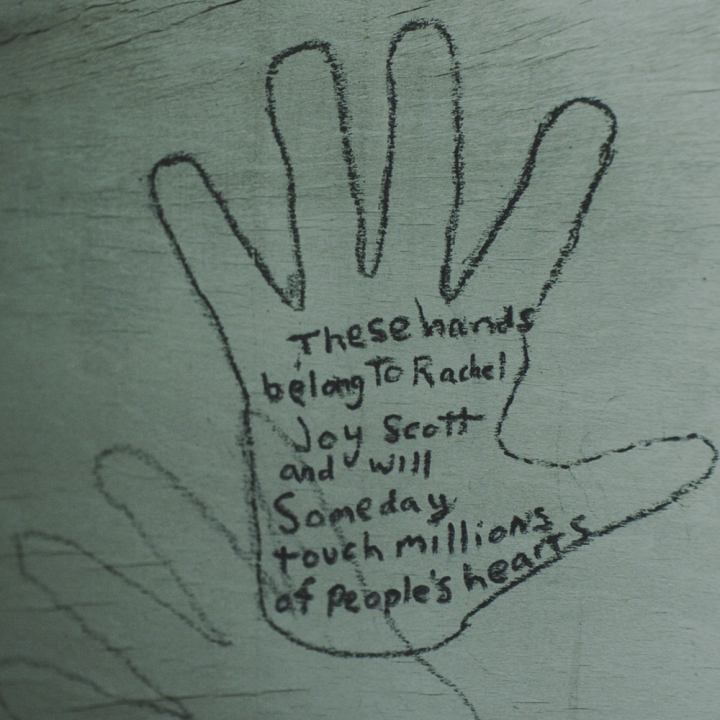 These hands
belong To Rachel
Joy Scott
and will
Someday
touch millions
of people's hearts